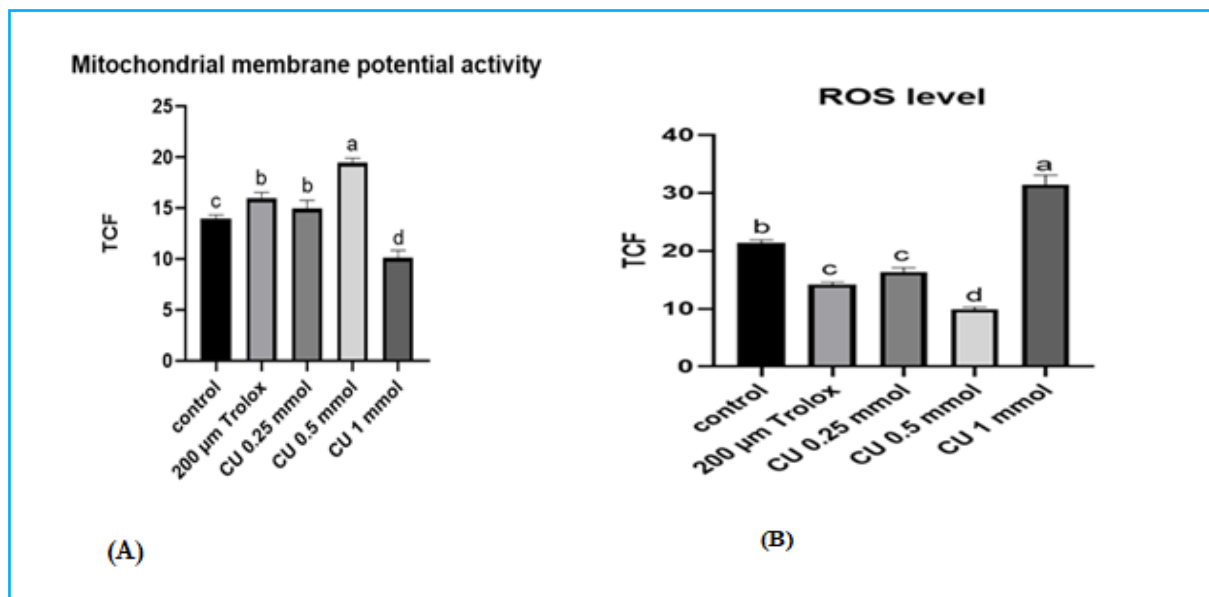 Mitochondrial membrane potential activity
TCF
25
20
15
10
5
0
c
b
b
a
d
control
200 μm Trolox
CU 0.25 mmol
CU 0.5 mmol
CU 1 mmol
(A)
ROS level
TCF
40
30
20
10
0
b
c
c
d
a
control
200 μm Trolox
CU 0.25 mmol
CU 0.5 mmol
CU 1 mmol
(B)